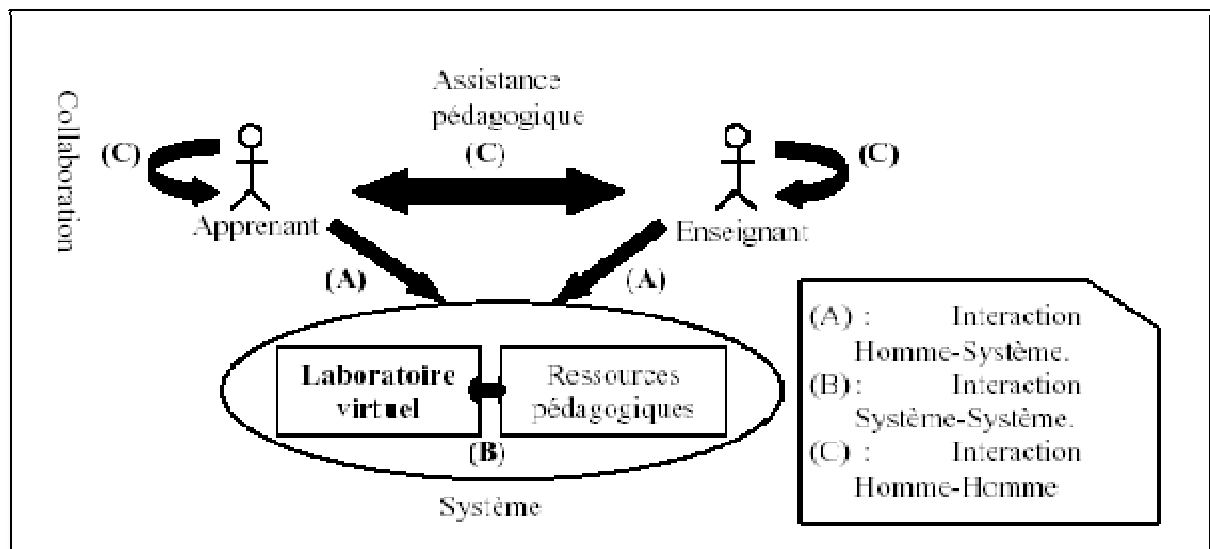 Collaboration
Assistance
pédagogique
(C)
(C)
(C)
Apprenant
Enseignant
(A)
(A)
Laboratoire
virtuel
Ressources
pédagogiques
(B)
Système
(A) : Interaction
Homme-Système.
(B) : Interaction
Système-Système.
(C) : Interaction
Homme-Homme